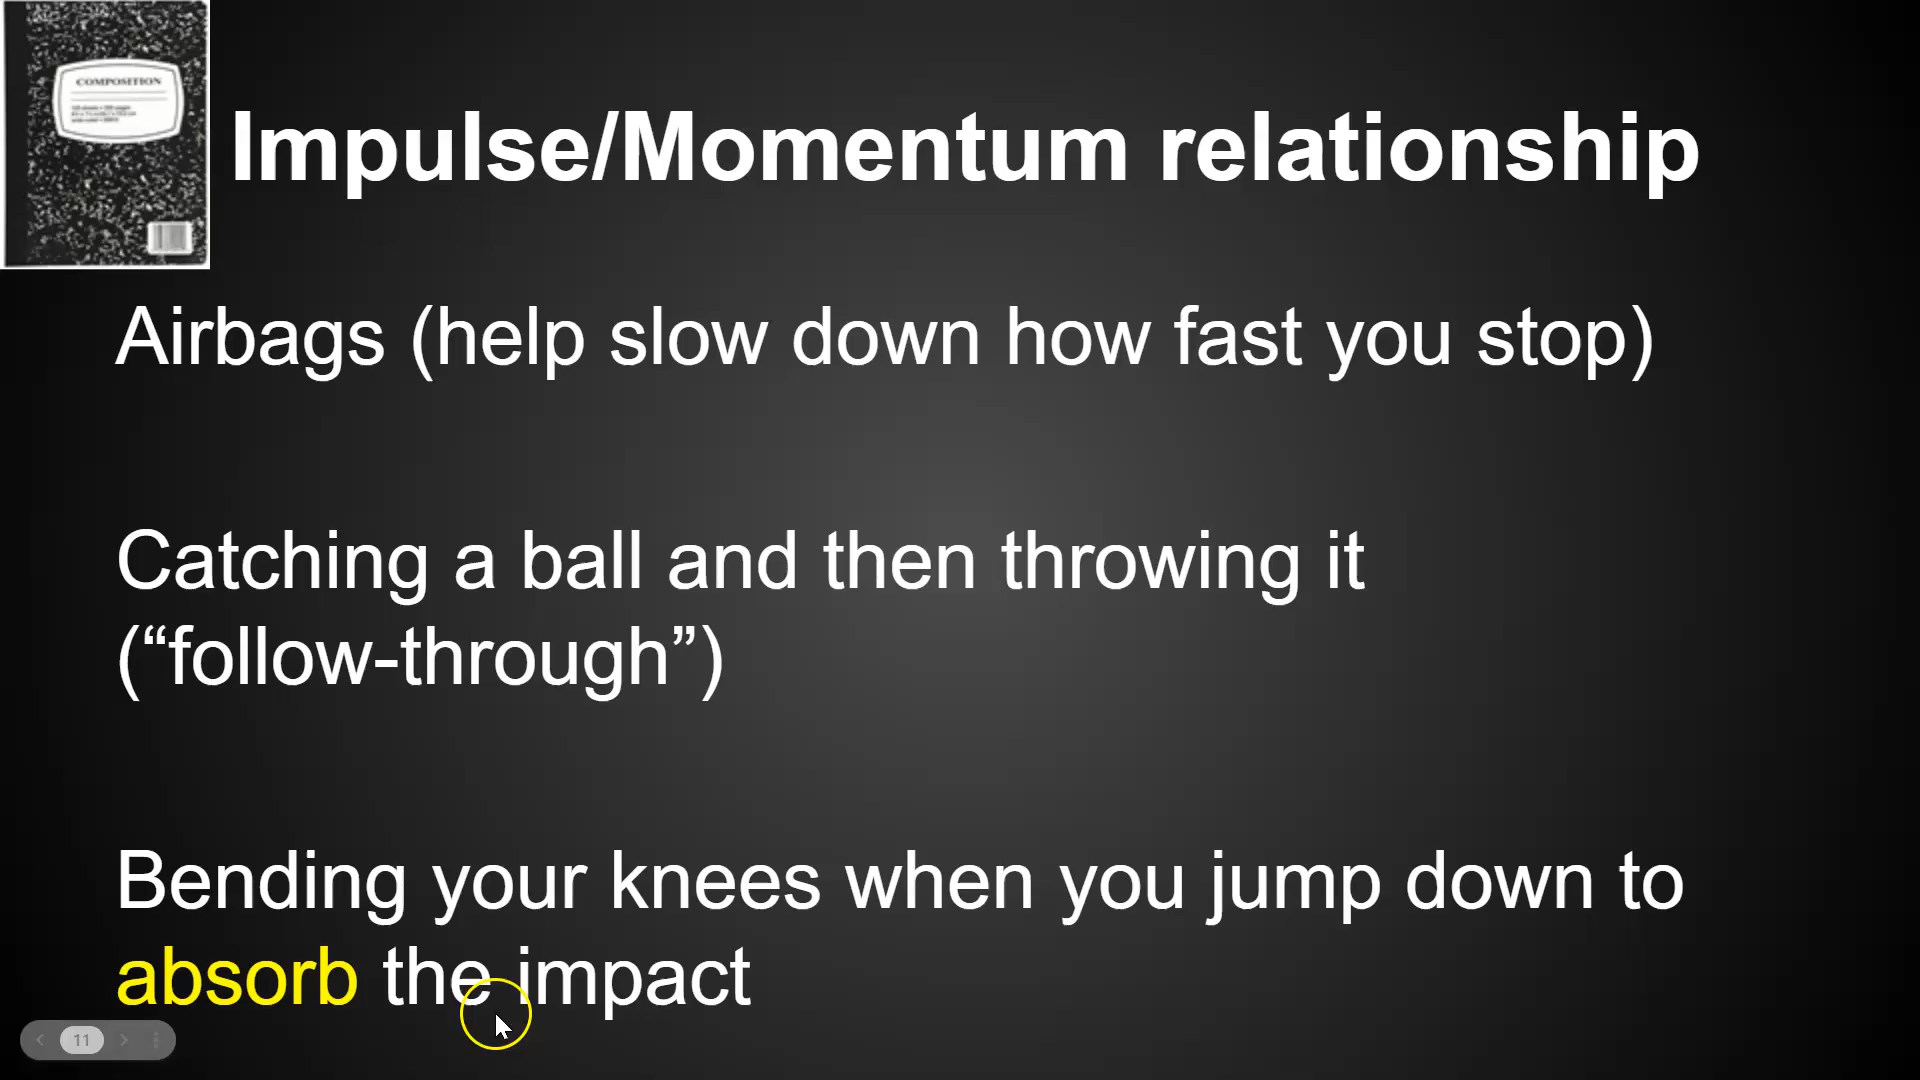 COMPOSITION
Impulse/Momentum relationship
Airbags (help slow down how fast you stop)
Catching a ball and then throwing it
(“follow-through”)
Bending your knees when you jump down to
absorb the impact
11